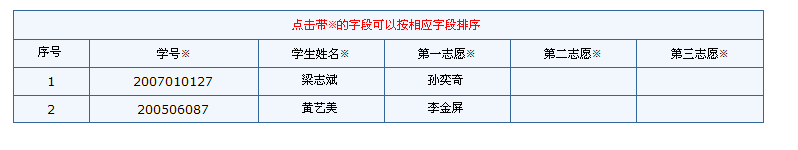 点击带※的字段可以按相应字段排序
序号 学号※ 学生姓名※ 第一志愿※ 第二志愿※ 第三志愿※
1 2007010127 梁志斌 孙奕奇
2 200506087 黄艺美 李金屏